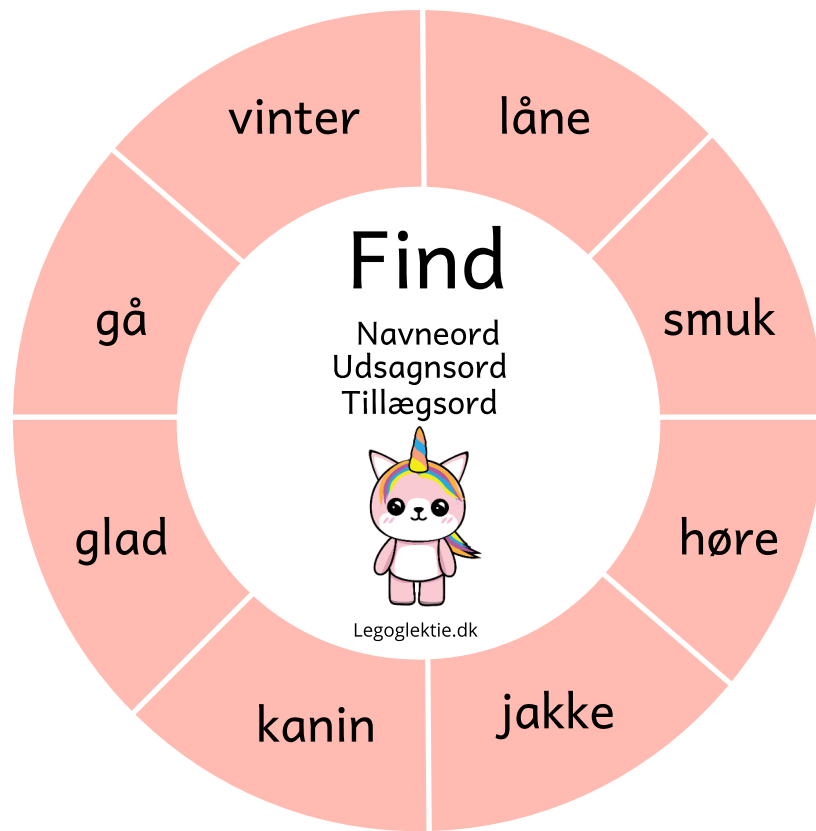 vinter
låne
smuk
høre
jakke
kanin
glad
gå
Find
Navneord
Udsagnsord
Tillægsord
Legoglektie.dk